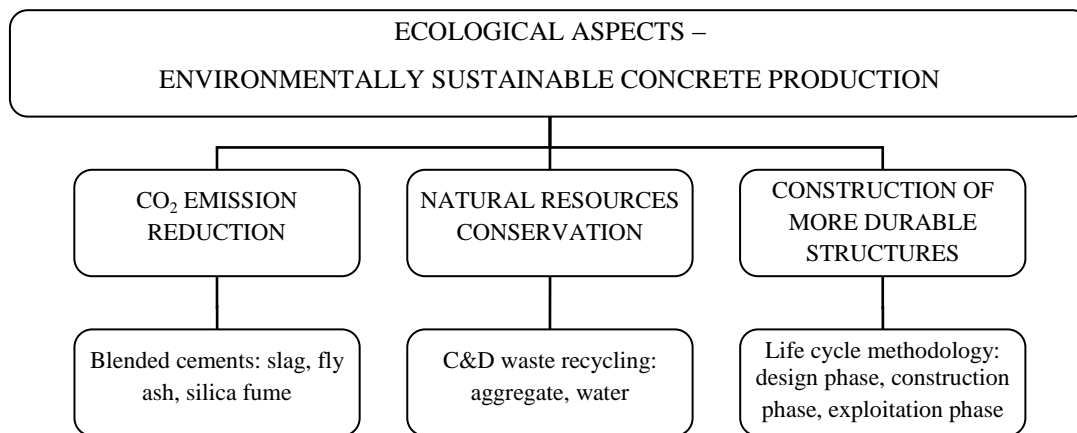 ECOLOGICAL ASPECTS –
ENVIRONMENTALLY SUSTAINABLE CONCRETE PRODUCTION
CO₂ EMISSION
REDUCTION
NATURAL RESOURCES
CONSERVATION
CONSTRUCTION OF
MORE DURABLE
STRUCTURES
Blended cements: slag, fly
ash, silica fume
C&D waste recycling:
aggregate, water
Life cycle methodology:
design phase, construction
phase, exploitation phase